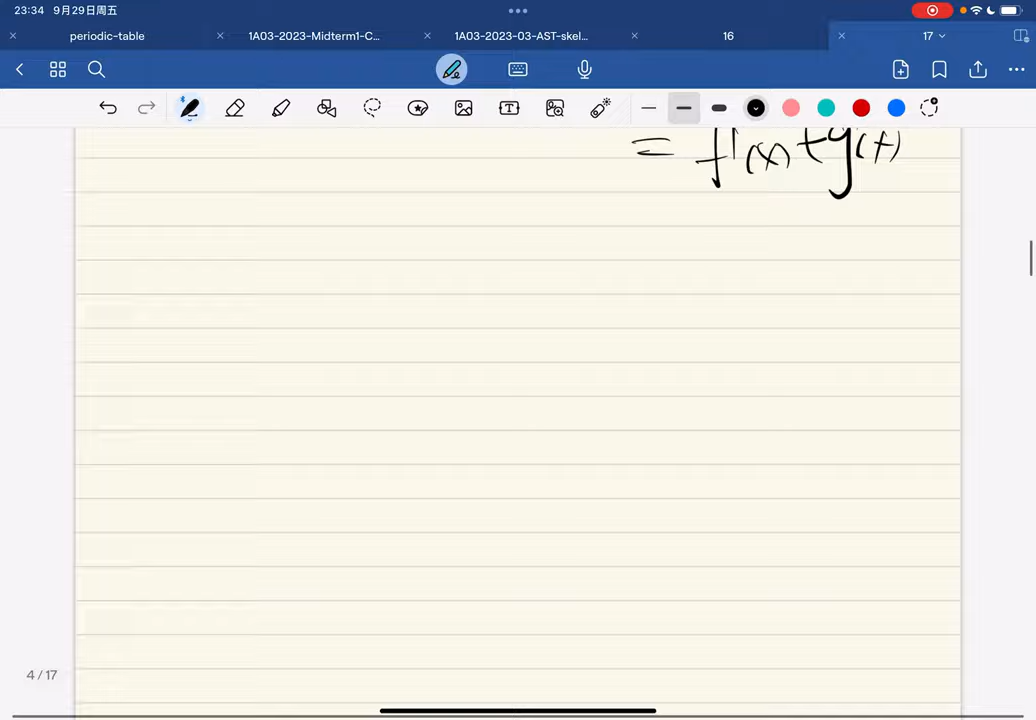 23:34 9月29日周五
periodic-table
1A03-2023-Midterm1-C...
1A03-2023-03-AST-skel...
16
17
= f'(x) + g'(x)
4 / 17